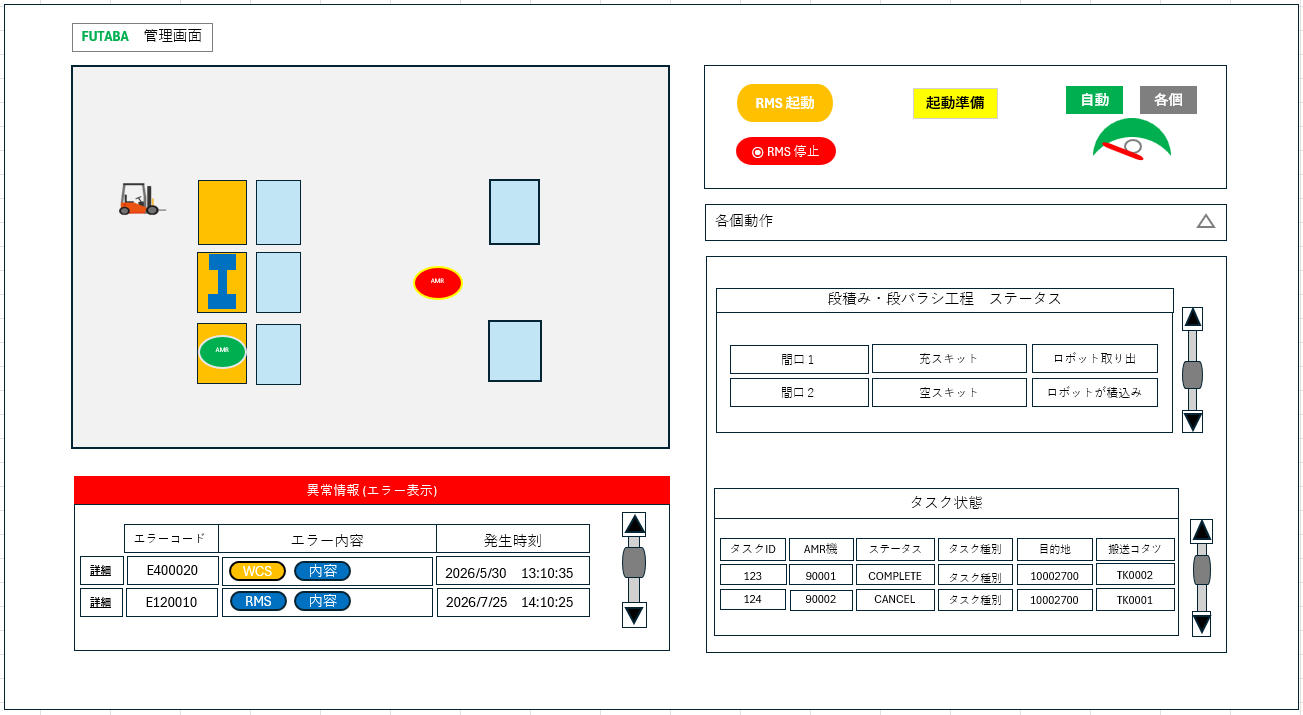 FUTABA 管理画面
RMS 起動
起動準備
自動
各個
RMS 停止
各個動作
AMR
AMR
段積み・段バラシ工程 ステータス
間口 1 充スキット ロボット取り出
間口 2 空スキット ロボットが積込み
異常情報 (エラー表示)
エラーコード エラー内容 発生時刻
詳細 E400020 WCS 内容 2026/5/30 13:10:35
詳細 E120010 RMS 内容 2026/7/25 14:10:25
タスク状態
タスクID AMR機 ステータス タスク種別 目的地 搬送コタツ
123 90001 COMPLETE タスク種別 10002700 TK0002
124 90002 CANCEL タスク種別 10002700 TK0001